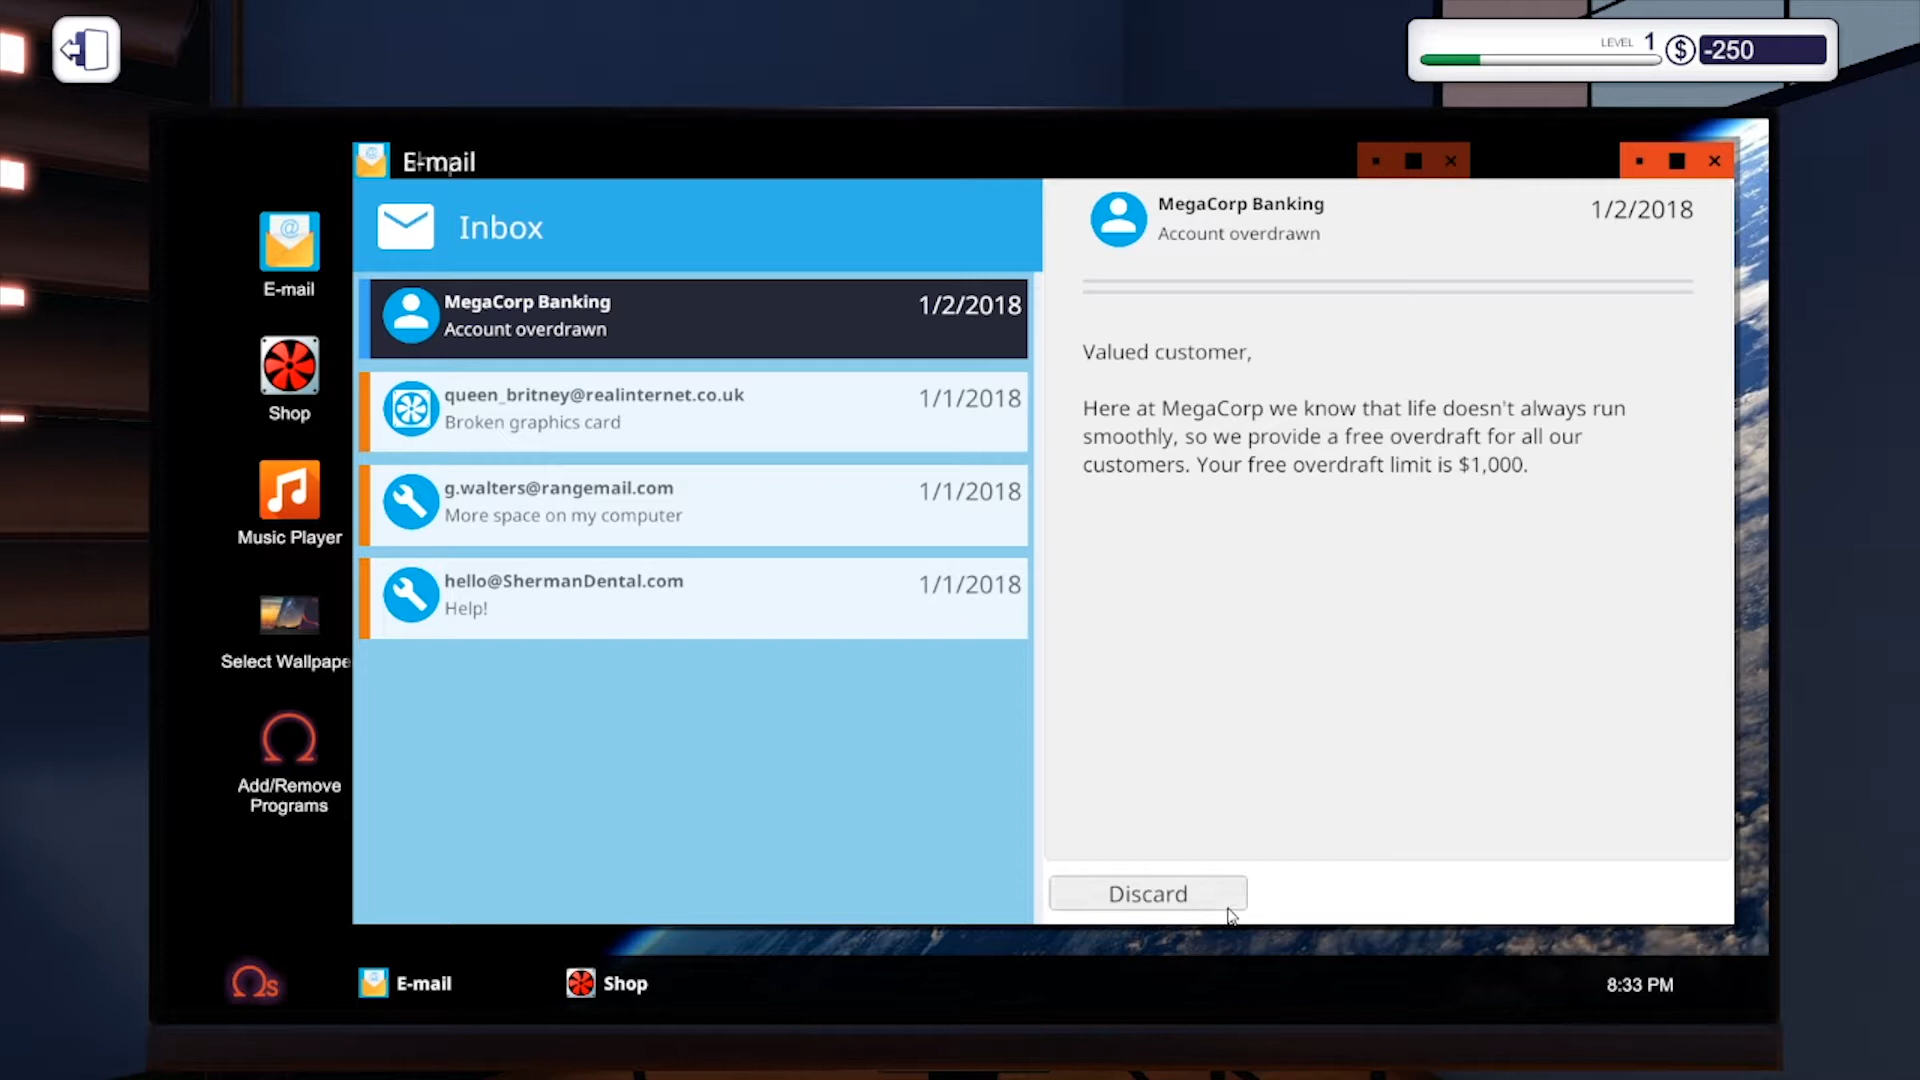 LEVEL 1
$ -250
E-mail
Inbox
MegaCorp Banking
Account overdrawn
1/2/2018
queen_britney@realinternet.co.uk
Broken graphics card
1/1/2018
g.walters@rangemail.com
More space on my computer
1/1/2018
hello@ShermanDental.com
Help!
1/1/2018
MegaCorp Banking
Account overdrawn
1/2/2018
Valued customer,
Here at MegaCorp we know that life doesn't always run
smoothly, so we provide a free overdraft for all our
customers. Your free overdraft limit is $1,000.
Discard
E-mail
Shop
Music Player
Select Wallpape
Add/Remove
Programs
Ωs
E-mail
Shop
8:33 PM